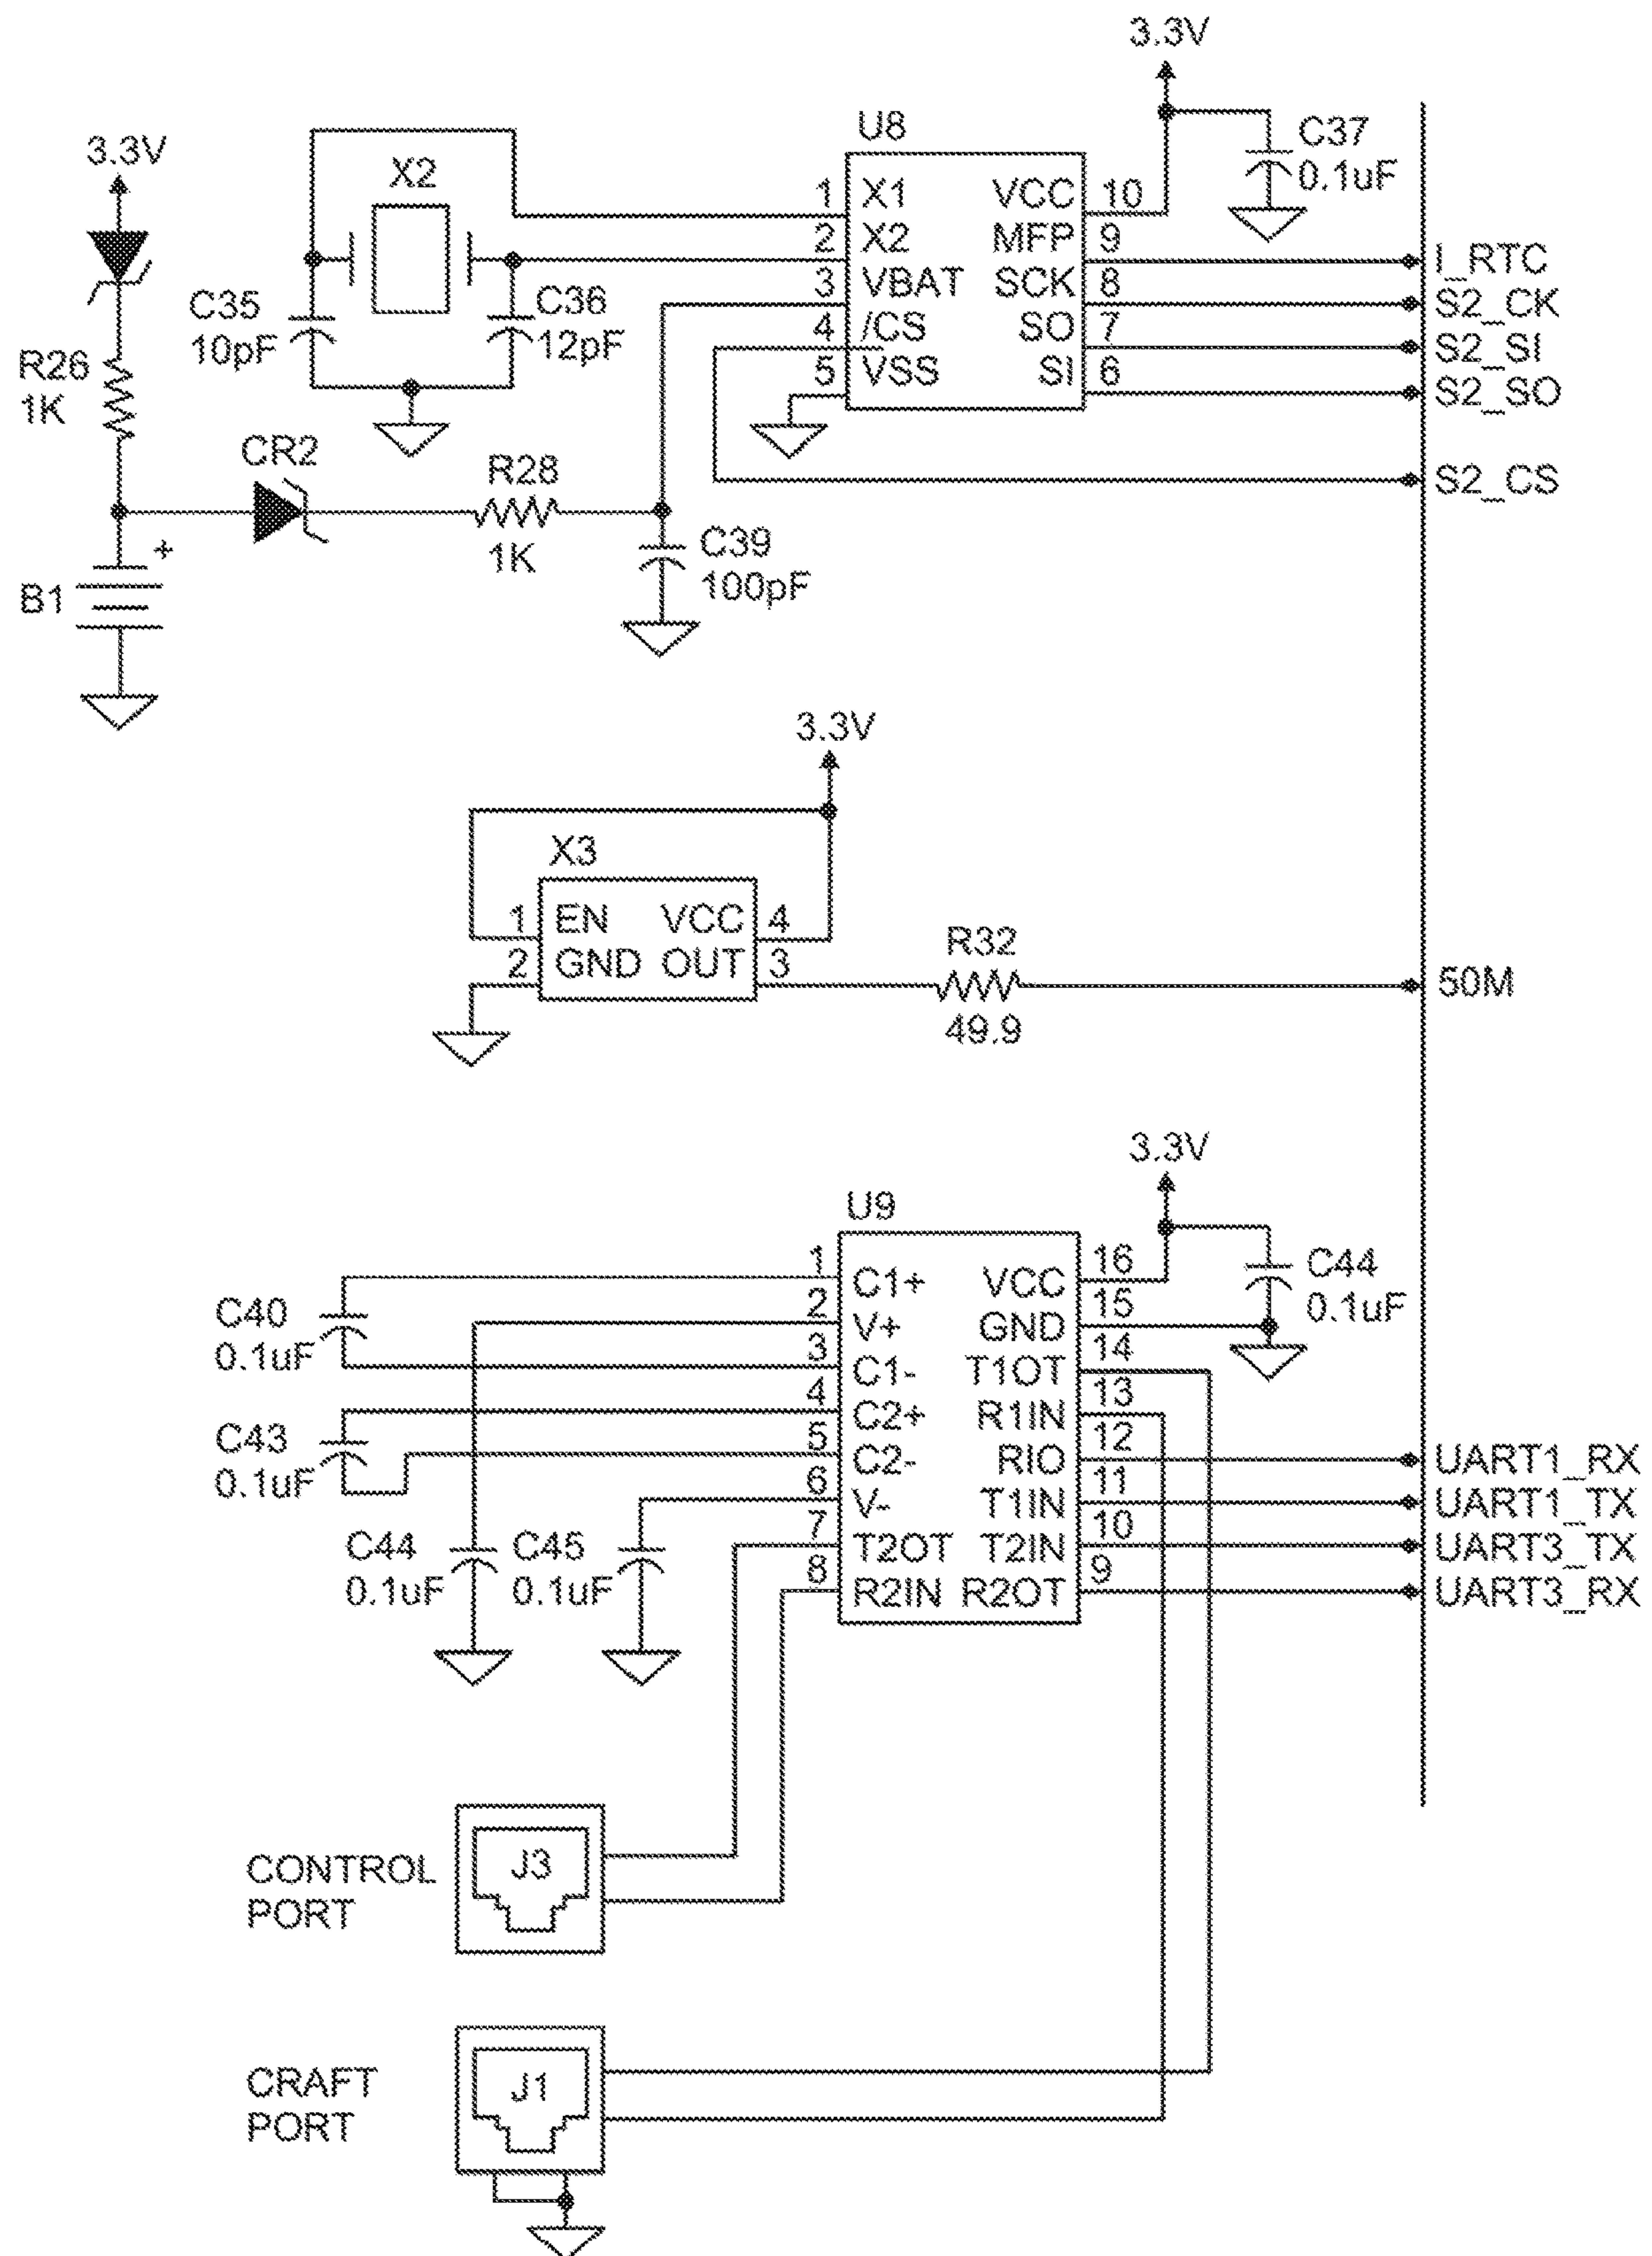 3.3V
3.3V
U8
C37
0.1uF
X2
1 X1 VCC 10
2 X2 MFP 9
3 VBAT SCK 8
4 /CS SO 7
5 VSS SI 6
I_RTC
S2_CK
S2_SI
S2_SO
S2_CS
C35
10pF
C36
12pF
R26
1K
CR2
R28
1K
C39
100pF
+
B1
3.3V
X3
1 EN VCC 4
2 GND OUT 3
R32
49.9
50M
3.3V
U9
C44
0.1uF
1 C1+ VCC 16
2 V+ GND 15
3 C1- T1OT 14
4 C2+ R1IN 13
5 C2- RIO 12
6 V- T1IN 11
7 T2OT T2IN 10
8 R2IN R2OT 9
C40
0.1uF
C43
0.1uF
C44
0.1uF
C45
0.1uF
UART1_RX
UART1_TX
UART3_TX
UART3_RX
CONTROL
PORT
J3
CRAFT
PORT
J1